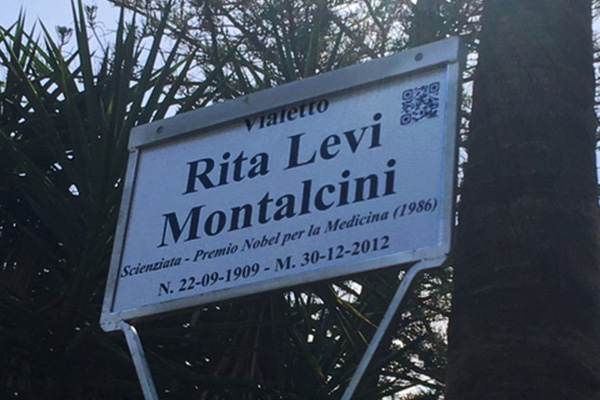 Vialetto
Rita Levi
Montalcini
Scienziata - Premio Nobel per la Medicina (1986)
N. 22-09-1909 - M. 30-12-2012